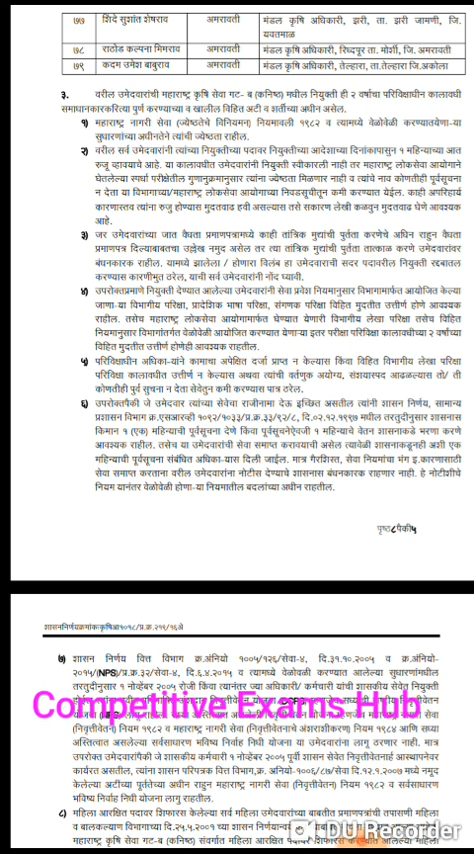 ७७ शिंदे सुशांत शेषराव अमरावती मंडळ कृषि अधिकारी, झरी, ता. झरी जामणी, जि. यवतमाळ
७८ राठोड कल्पना भिमराव अमरावती मंडळ कृषि अधिकारी, रिध्दपूर ता. मोर्शी, जि. अमरावती
७९ कदम उमेश बाबुराव अमरावती मंडळ कृषि अधिकारी, तेल्हारा, ता.तेल्हारा जि.अकोला
३. वरील उमेदवारांची महाराष्ट्र कृषि सेवा गट- ब (कनिष्ठ) मधील नियुक्ती ही २ वर्षाचा परिविक्षाधीन कालावधी
समाधानकारकरित्या पुर्ण करण्याच्या व खालील विहित अटी व शर्तीच्या अधीन असेल.
१) महाराष्ट्र नागरी सेवा (ज्येष्ठतेचे विनियमन) नियमावली १९८२ व त्यामध्ये वेळोवेळी करण्यातयेणा-या
सुधारणांच्या अधीनतेने त्यांची ज्येष्ठता राहील.
२) वरील सर्व उमेदवारांनी त्यांच्या नियुक्तीच्या पदावर नियुक्तीच्या आदेशाच्या दिनांकापासुन १ महिन्याच्या आत
रुजू व्हावयाचे आहे. या कालावधीत उमेदवारांनी नियुक्ती स्वीकारली नाही तर महाराष्ट्र लोकसेवा आयोगाने
घेतलेल्या स्पर्धा परीक्षेतील गुणानुक्रमानुसार त्यांना ज्येष्ठता मिळणार नाही व त्यांचे नाव कोणतीही पूर्वसूचना
न देता या विभागाच्या/महाराष्ट्र लोकसेवा आयोगाच्या निवडसूचीतून कमी करण्यात येईल. काही अपरिहार्य
कारणास्तव त्यांना रुजु होण्यास मुदतवाढ हवी असल्यास तसे सकारण लेखी कळवुन मुदतवाढ घेणे आवश्यक
आहे.
३) जर उमेदवारांच्या जात वैधता प्रमाणपत्रामध्ये काही तांत्रिक मुद्यांची पुर्तता करणेचे अधिन राहुन वैधता
प्रमाणपत्र दिल्याबाबतचा उल्लेख नमुद असेल तर त्या तांत्रिक मुद्यांची पुर्तता तात्काळ करणे उमेदवारांवर
बंधनकारक राहील. यामध्ये झालेला / होणारा विलंब हा उमेदवाराची सदर पदावरील नियुक्ती रद्दबातल
करण्यास कारणीभुत ठरेल, याची सर्व उमेदवारांनी नोंद घ्यावी.
४) उपरोक्तप्रमाणे नियुक्ती देण्यात आलेल्या उमेदवारांनी सेवा प्रवेश नियमानुसार विभागामार्फत आयोजित केल्या
जाणा-या विभागीय परिक्षा, प्रादेशिक भाषा परिक्षा, संगणक परिक्षा विहित मुदतीत उत्तीर्ण होणे आवश्यक
राहील. तसेच महाराष्ट्र लोकसेवा आयोगामार्फत घेण्यात येणारी विभागीय लेखा परिक्षा तसेच विहित
नियमानुसार विभागांतर्गत वेळोवेळी आयोजित करण्यात येणाऱ्या इतर परीक्षा परिविक्षा कालावधीच्या २ वर्षाच्या
विहित मुदतीत उत्तीर्ण होणेही आवश्यक राहतील.
५) परिविक्षाधीन अधिका-यांने कामाचा अपेक्षित दर्जा प्राप्त न केल्यास किंवा विहित विभागीय लेखा परिक्षा
परिविक्षा कालावधीत उत्तीर्ण न केल्यास अथवा त्यांची वर्तणुक अयोग्य, संशयास्पद आढळल्यास तो/ ती
कोणतीही पुर्व सुचना न देता सेवेतुन कमी करण्यास पात्र ठरेल.
६) उपरोक्तपैकी जे उमेदवार त्यांच्या सेवेचा राजीनामा देऊ इच्छित असतील त्यांनी शासन निर्णय, सामान्य
प्रशासन विभाग क्र.एसआरव्ही १०९२/१०३३/प्र.क्र.३३/९२/८, दि.०२.१२.१९९७ मधील तरतुदीनुसार शासनास
किमान १ (एक) महिन्याची पूर्वसूचना देणे किंवा पूर्वसूचनेऐवजी १ महिन्याचे वेतन शासनाकडे भरणा करणे
आवश्यक राहील. तसेच या उमेदवारांची सेवा समाप्त करावयाची असेल त्यावेळी शासनाकडूनही अशी एक
महिन्याची पूर्वसूचना संबंधित अधिका-यास दिली जाईल. मात्र गैरशिस्त, सेवा नियमांचा भंग इ.कारणासाठी
सेवा समाप्त करताना वरील उमेदवारांना नोटीस देण्याचे शासनास बंधनकारक राहणार नाही. हे नोटीशीचे
नियम यानंतर वेळोवेळी होणा-या नियमातील बदलांच्या अधीन राहतील.
पृष्ठ८पैकी५
शासननिर्णयक्रमांकःकृषिआ१०१८/प्र.क्र.२१९/१६अे
७) शासन निर्णय वित्त विभाग क्र.अंनियो १००५/१२६/सेवा-४, दि.३१.१०.२००५ व क्र.अंनियो-
२०१५/(NPS)/प्र.क्र.३२/सेवा-४, दि.६.४.२०१५ व त्यामध्ये वेळोवेळी करण्यात आलेल्या सुधारणांमधील
तरतुदीनुसार १ नोव्हेंबर २००५ रोजी किंवा त्यानंतर ज्या अधिकारी/ कर्मचारी यांची शासकीय सेवेत नियुक्ती
Competitive Exams Hub
सेवा
(निवृत्तीवेतन) नियम १९८२ व महाराष्ट्र नागरी सेवा (निवृत्तीवेतनाचे अंशराशीकरण) नियम १९८४ आणि सध्या
अस्तित्वात असलेल्या सर्वसाधारण भविष्य निर्वाह निधी योजना या उमेदवारांना लागू ठरणार नाही. मात्र
उपरोक्त उमेदवारांपैकी जे शासकीय कर्मचारी १ नोव्हेंबर २००५ पुर्वी शासन सेवेत निवृत्तीवेतनार्ह आस्थापनेवर
कार्यरत असतील, त्यांना शासन परिपत्रक वित्त विभाग,क्र. अनियो-१००६/८७/सेवा दि.१२.१.२००७ मध्ये नमूद
केलेल्या अटींच्या पूर्ततेच्या अधीन राहून महाराष्ट्र नागरी सेवा (निवृत्तीवेतन) नियम १९८२ व सर्वसाधारण
भविष्य निर्वाह निधी योजना लागू राहतील.
८) महिला आरक्षित पदावर शिफारस केलेल्या सर्व महिला उमेदवारांच्या बाबतीत प्रमाणपत्रांची तपासणी महिला
व बालकल्याण विभागाच्या दि.२५.५.२००१ च्या शासन
DU Recorder
महाराष्ट्र कृषि सेवा गट-ब (कनिष्ठ) संवर्गात महिला आरक्षित